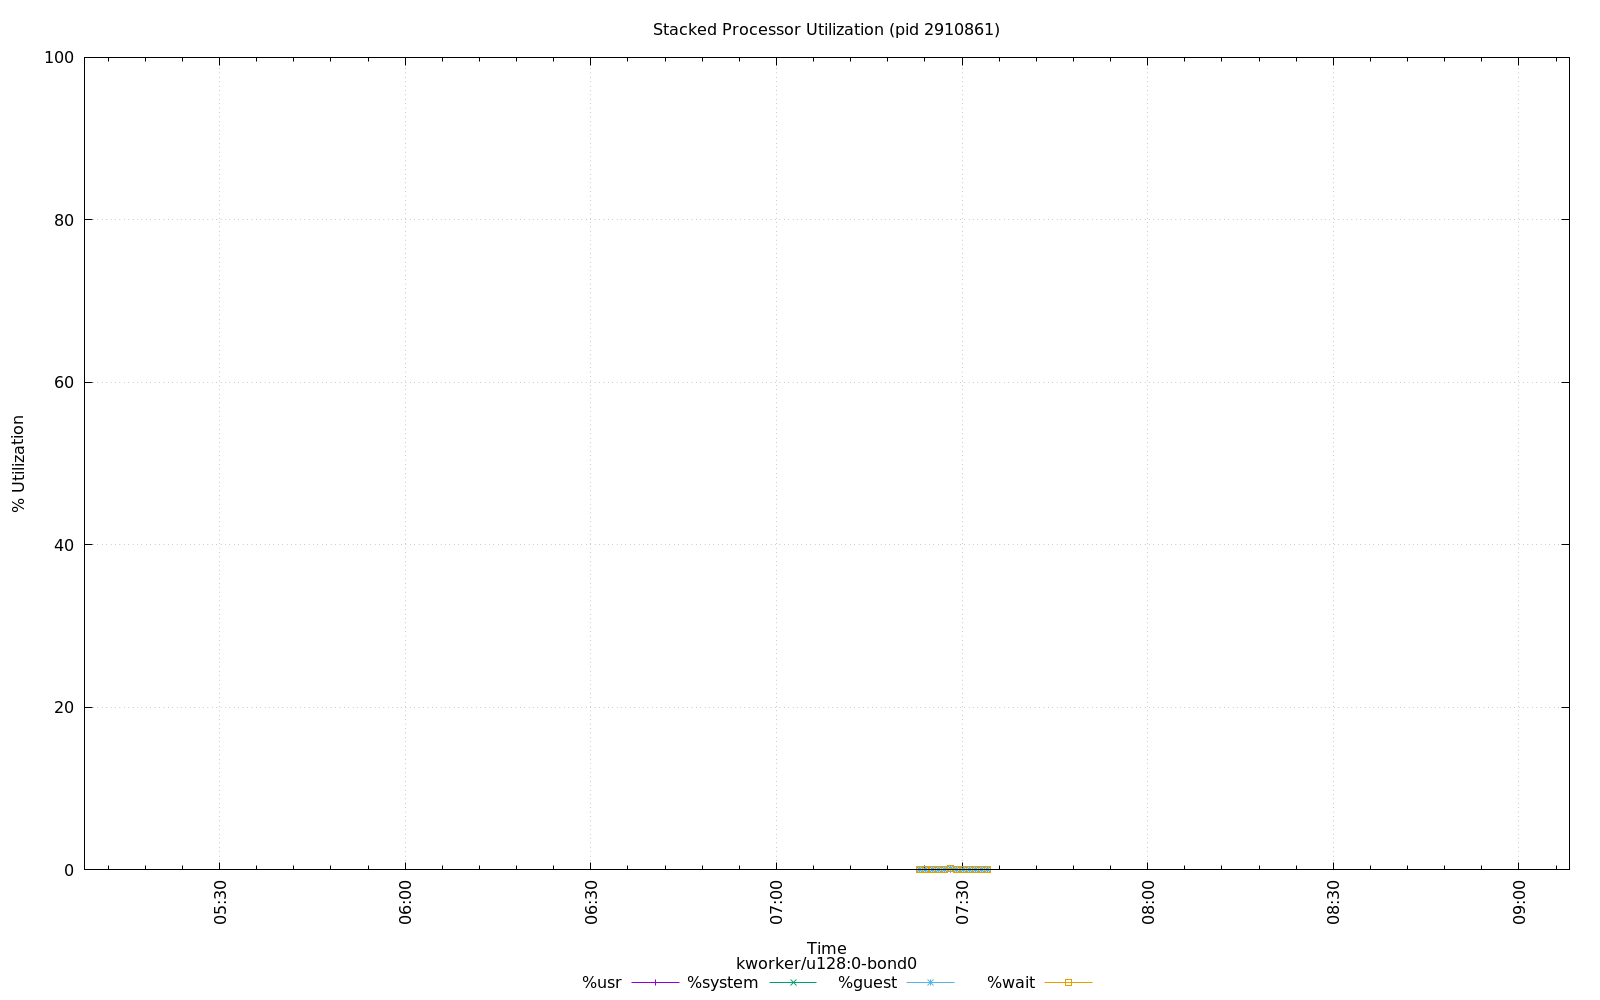 Stacked Processor Utilization (pid 2910861)
100
80
60
40
20
0
% Utilization
05:30
06:00
06:30
07:00
07:30
08:00
08:30
09:00
Time
kworker/u128:0-bond0
%usr %system %guest %wait